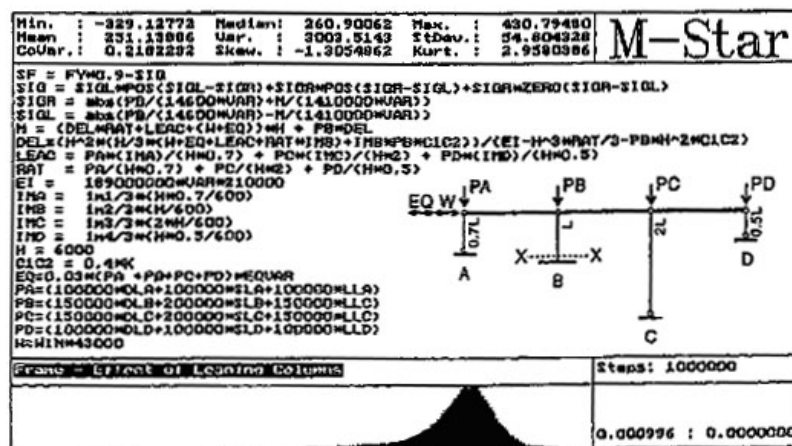 Min. : -329.12772 Median: 260.90062 Max. : 430.79480
Mean : 251.13886 Var. : 3003.5143 StDev.: 54.804328
CoVar.: 0.2182282 Skew. : -1.3054862 Kurt. : 2.9580386
M-Star
SF = FY*0.9-SIG
SIG = SIGL*POS(SIGL-SIGR)+SIGR*POS(SIGR-SIGL)+SIGR*ZERO(SIGR-SIGL)
SIGR = abs(PB/(14600*VAR)+M/(1410000*VAR))
SIGL = abs(PB/(14600*VAR)-M/(1410000*VAR))
M = (DEL*RAT+LEAC+(W+EQ))*H + PB*DEL
DEL=(H^2*(H/3*(W+EQ+LEAC+RAT*IMB)+IMB*PB*C1C2))/(EI-H^3*RAT/3-PB*H^2*C1C2)
LEAC = PA*(IMA)/(H*0.7) + PC*(IMC)/(H*2) + PD*(IMD)/(H*0.5)
RAT = PA/(H*0.7) + PC/(H*2) + PD/(H*0.5)
EI = 189000000*VAR*210000
IMA = im1/3*(H*0.7/600)
IMB = im2/3*(H/600)
IMC = im3/3*(2*H/600)
IMD = im4/3*(H*0.5/600)
H = 6000
C1C2 = 0.4*K
EQ=0.03*(PA +PB+PC+PD)*EQVAR
PA=(100000*DLA+100000*SLA+100000*LLA)
PB=(150000*DLB+200000*SLB+150000*LLC)
PC=(150000*DLC+200000*SLC+150000*LLC)
PD=(100000*DLD+100000*SLD+100000*LLD)
W=WIN*43000
PA PB PC PD
EQ W
0.7L L 2L 0.5L
A X X B D
C
Frame - Effect of Leaning Columns
Steps: 1000000
0.000996 : 0.0000000